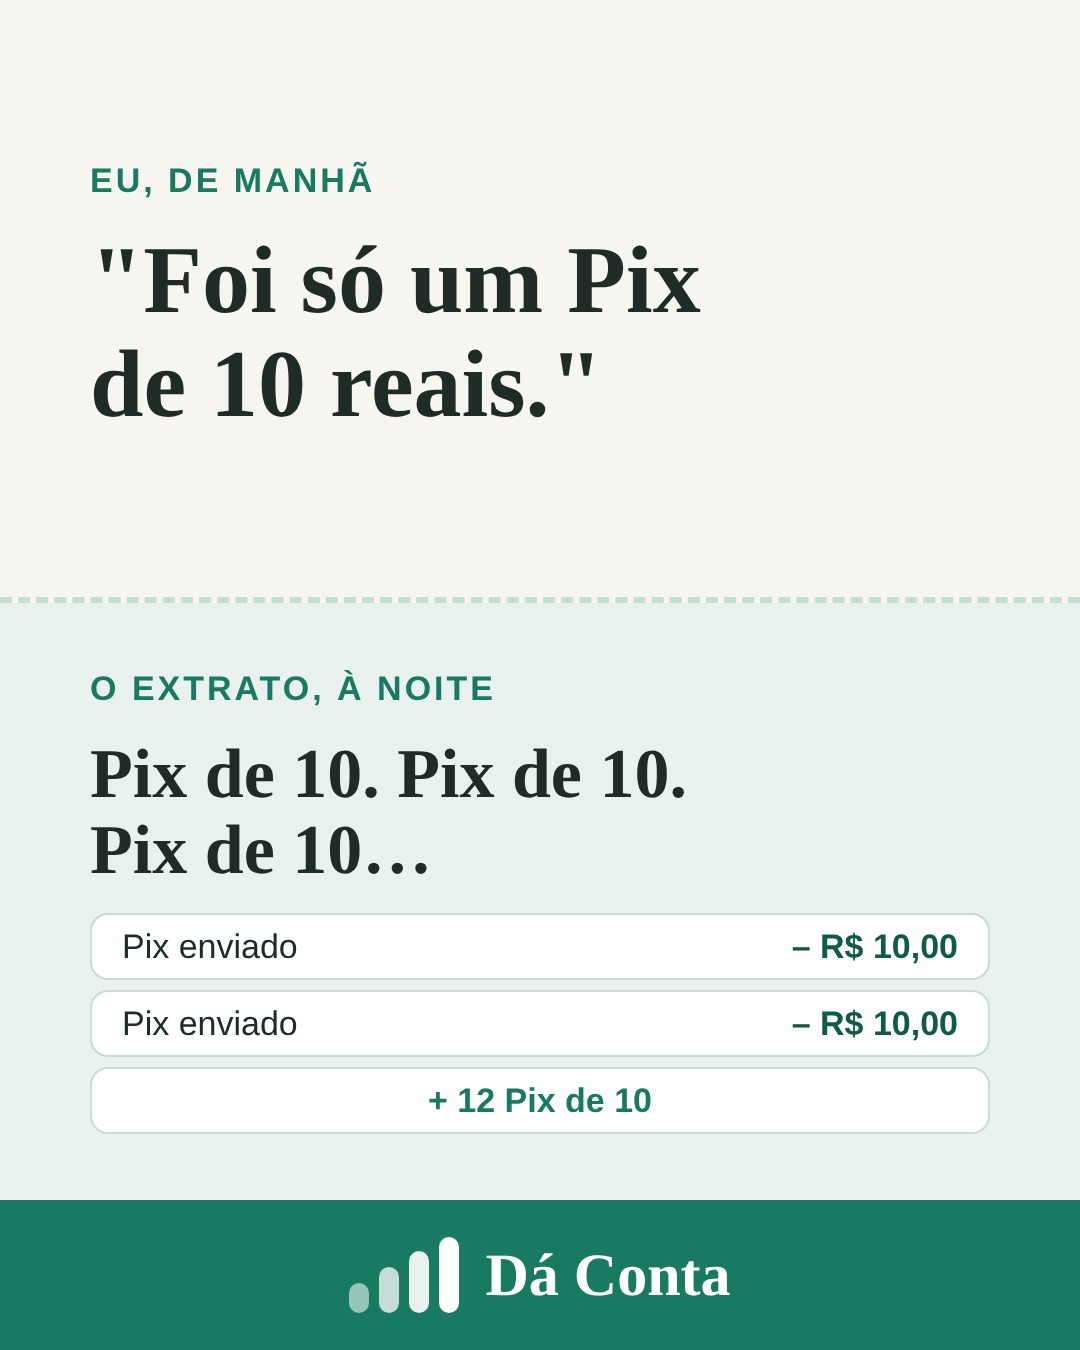 EU, DE MANHÃ
"Foi só um Pix
de 10 reais."
O EXTRATO, À NOITE
Pix de 10. Pix de 10.
Pix de 10…
Pix enviado – R$ 10,00
Pix enviado – R$ 10,00
+ 12 Pix de 10
Dá Conta